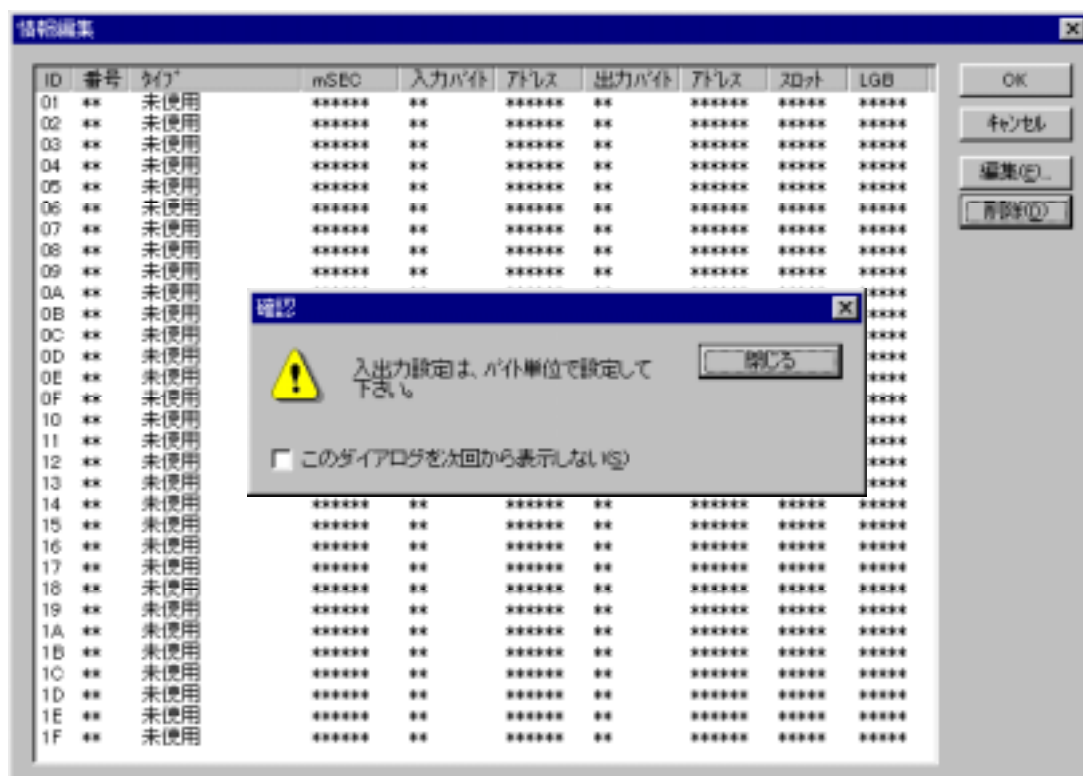 情報編集
ID 番号 ﾀｲﾌﾟ mSEC 入力ﾊﾞｲﾄ ｱﾄﾞﾚｽ 出力ﾊﾞｲﾄ ｱﾄﾞﾚｽ ｽﾛｯﾄ LGB
01 ** 未使用 ****** ** ****** ** ****** ***** *****
02 ** 未使用 ****** ** ****** ** ****** ***** *****
03 ** 未使用 ****** ** ****** ** ****** ***** *****
04 ** 未使用 ****** ** ****** ** ****** ***** *****
05 ** 未使用 ****** ** ****** ** ****** ***** *****
06 ** 未使用 ****** ** ****** ** ****** ***** *****
07 ** 未使用 ****** ** ****** ** ****** ***** *****
08 ** 未使用 ****** ** ****** ** ****** ***** *****
09 ** 未使用 ****** ** ****** ** ****** ***** *****
0A ** 未使用
0B ** 未使用 ****
0C ** 未使用 ****
0D ** 未使用 ****
0E ** 未使用 ****
0F ** 未使用 ****
10 ** 未使用 ****
11 ** 未使用 ****
12 ** 未使用 ****
13 ** 未使用 ****
14 ** 未使用 ****** ** ****** ** ****** ***** *****
15 ** 未使用 ****** ** ****** ** ****** ***** *****
16 ** 未使用 ****** ** ****** ** ****** ***** *****
17 ** 未使用 ****** ** ****** ** ****** ***** *****
18 ** 未使用 ****** ** ****** ** ****** ***** *****
19 ** 未使用 ****** ** ****** ** ****** ***** *****
1A ** 未使用 ****** ** ****** ** ****** ***** *****
1B ** 未使用 ****** ** ****** ** ****** ***** *****
1C ** 未使用 ****** ** ****** ** ****** ***** *****
1D ** 未使用 ****** ** ****** ** ****** ***** *****
1E ** 未使用 ****** ** ****** ** ****** ***** *****
1F ** 未使用 ****** ** ****** ** ****** ***** *****
OK
ｷｬﾝｾﾙ
編集(E)...
削除(D)
確認
入出力設定は、ﾊﾞｲﾄ単位で設定して
下さい。
閉じる
このダイアログを次回から表示しない(S)